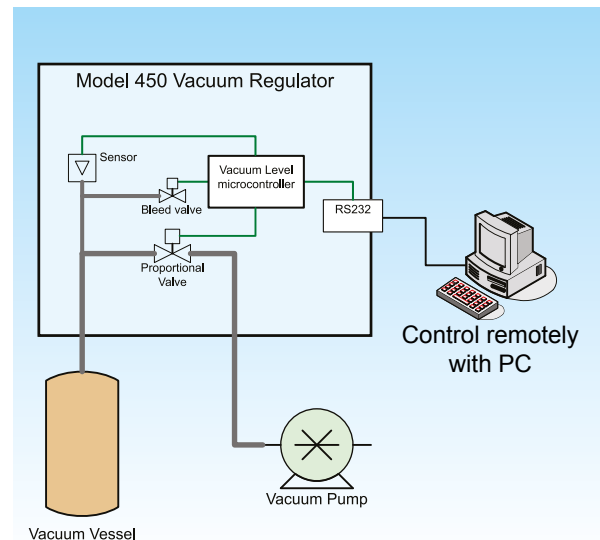 Model 450 Vacuum Regulator
Sensor
Vacuum Level
microcontroller
Bleed valve
RS232
Proportional
Valve
Control remotely
with PC
Vacuum Pump
Vacuum Vessel